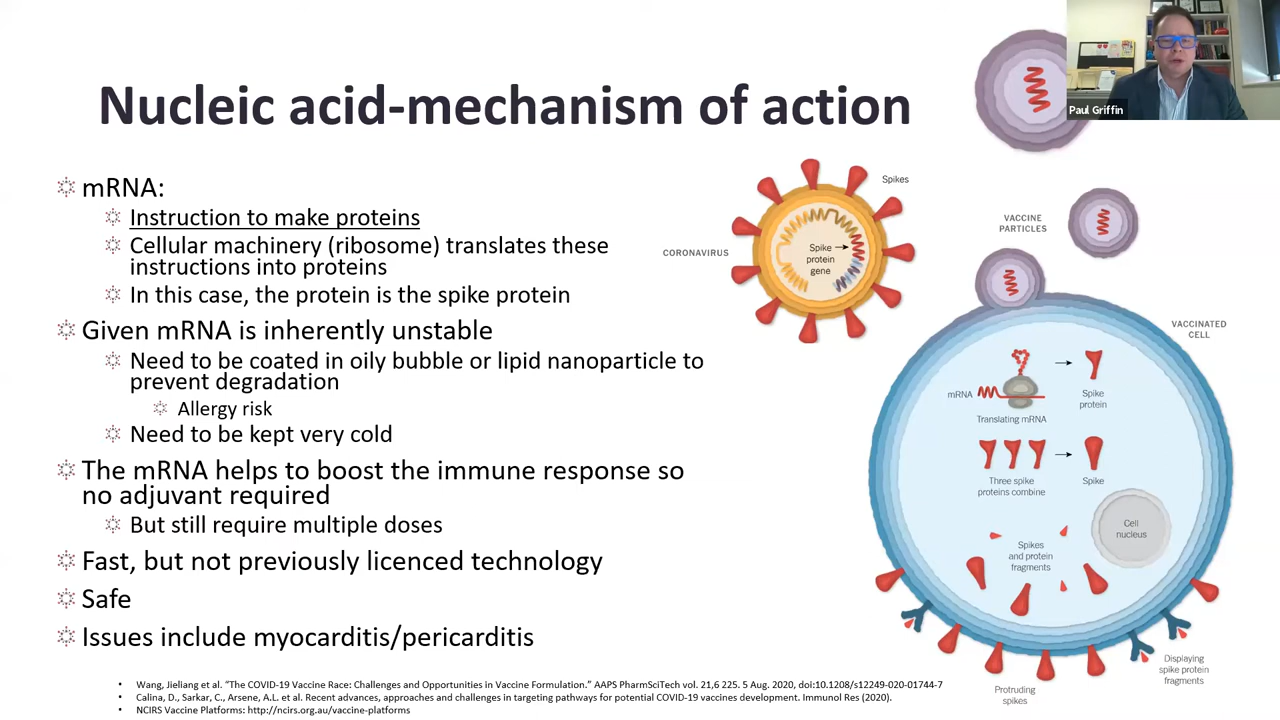 Nucleic acid-mechanism of action
Paul Griffin
mRNA:
Instruction to make proteins
Cellular machinery (ribosome) translates these
instructions into proteins
In this case, the protein is the spike protein
Given mRNA is inherently unstable
Need to be coated in oily bubble or lipid nanoparticle to
prevent degradation
Allergy risk
Need to be kept very cold
The mRNA helps to boost the immune response so
no adjuvant required
But still require multiple doses
Fast, but not previously licenced technology
Safe
Issues include myocarditis/pericarditis
Spikes
CORONAVIRUS
Spike
protein
gene
VACCINE
PARTICLES
VACCINATED
CELL
mRNA
Translating mRNA
Spike
protein
Three spike
proteins combine
Spike
Cell
nucleus
Spikes
and protein
fragments
Displaying
spike protein
fragments
Protruding
spikes
• Wang, Jieliang et al. “The COVID-19 Vaccine Race: Challenges and Opportunities in Vaccine Formulation.” AAPS PharmSciTech vol. 21,6 225. 5 Aug. 2020, doi:10.1208/s12249-020-01744-7
• Calina, D., Sarkar, C., Arsene, A.L. et al. Recent advances, approaches and challenges in targeting pathways for potential COVID-19 vaccines development. Immunol Res (2020).
• NCIRS Vaccine Platforms: http://ncirs.org.au/vaccine-platforms